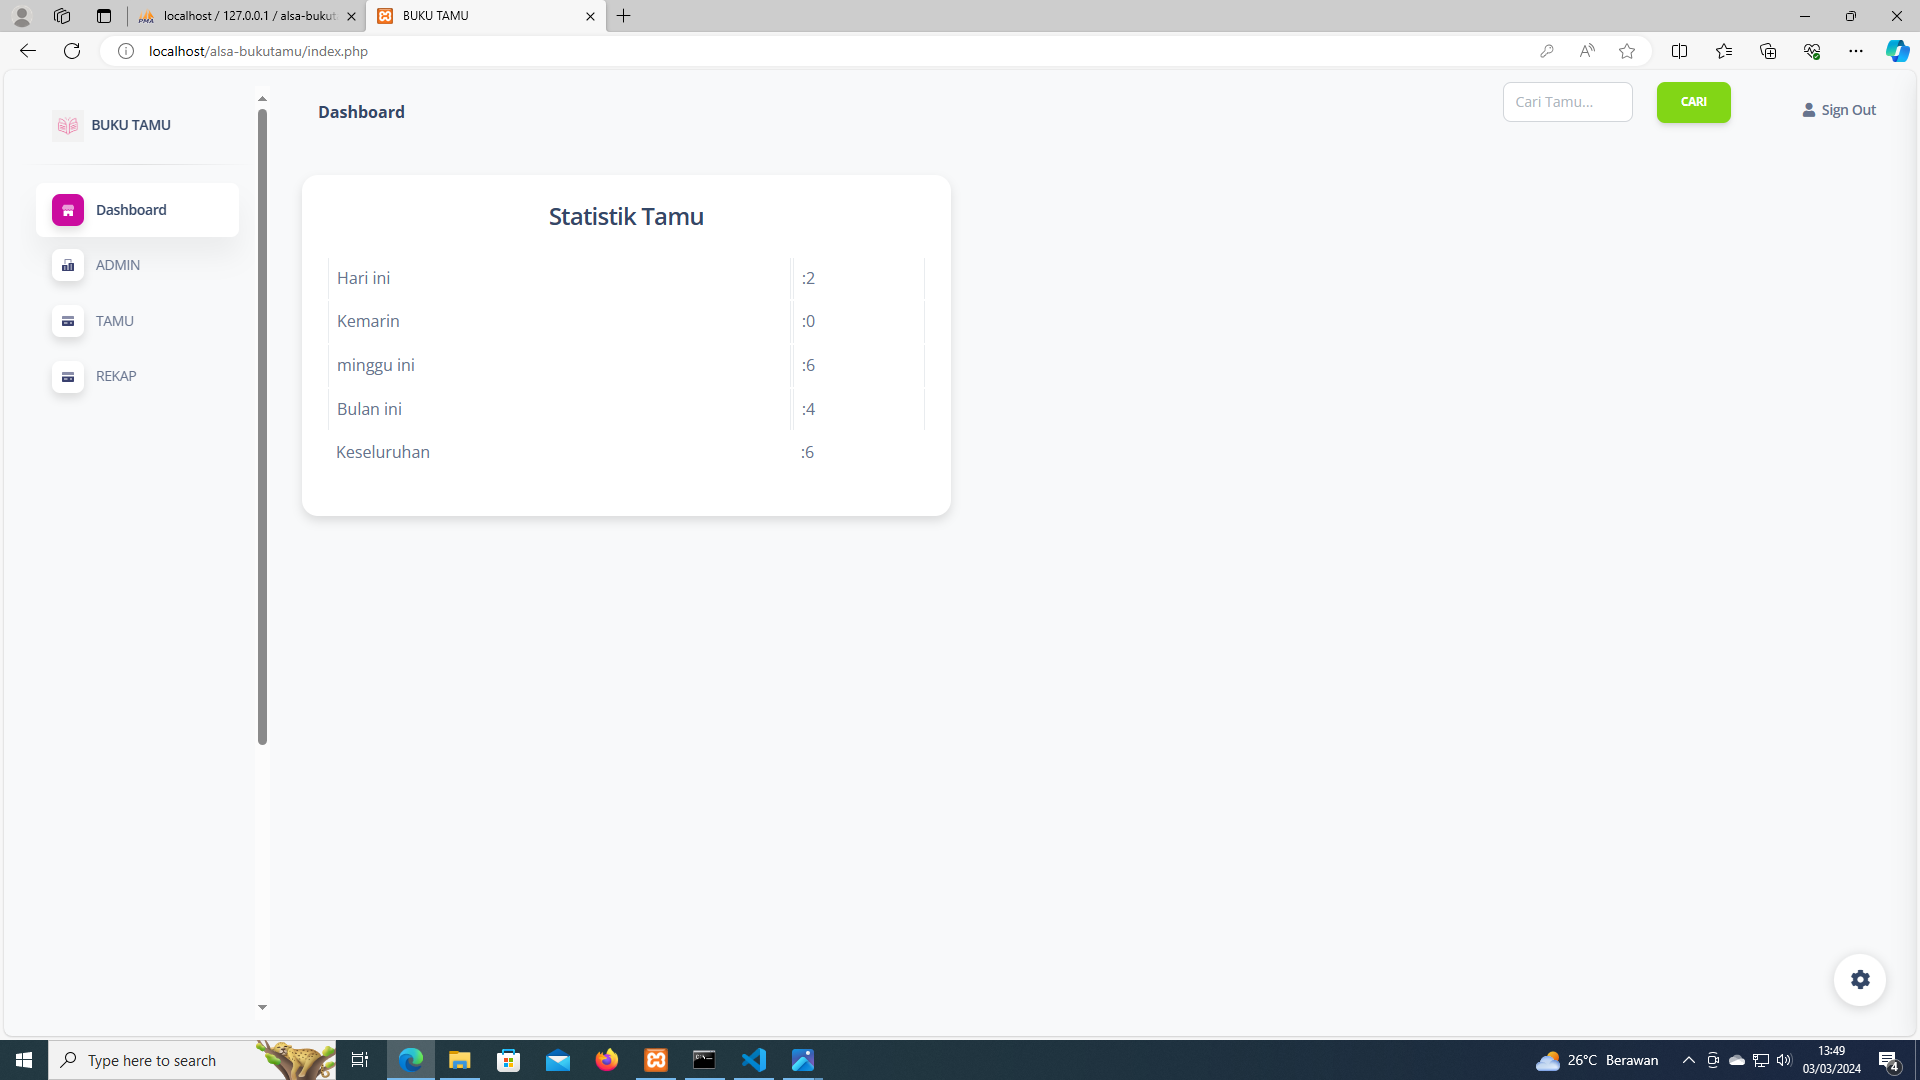 localhost / 127.0.0.1 / alsa-bukut
BUKU TAMU
localhost/alsa-bukutamu/index.php
BUKU TAMU
Dashboard
Cari Tamu...
CARI
Sign Out
Dashboard
ADMIN
TAMU
REKAP
Statistik Tamu
Hari ini :2
Kemarin :0
minggu ini :6
Bulan ini :4
Keseluruhan :6
Type here to search
26°C Berawan
13:49
03/03/2024
4